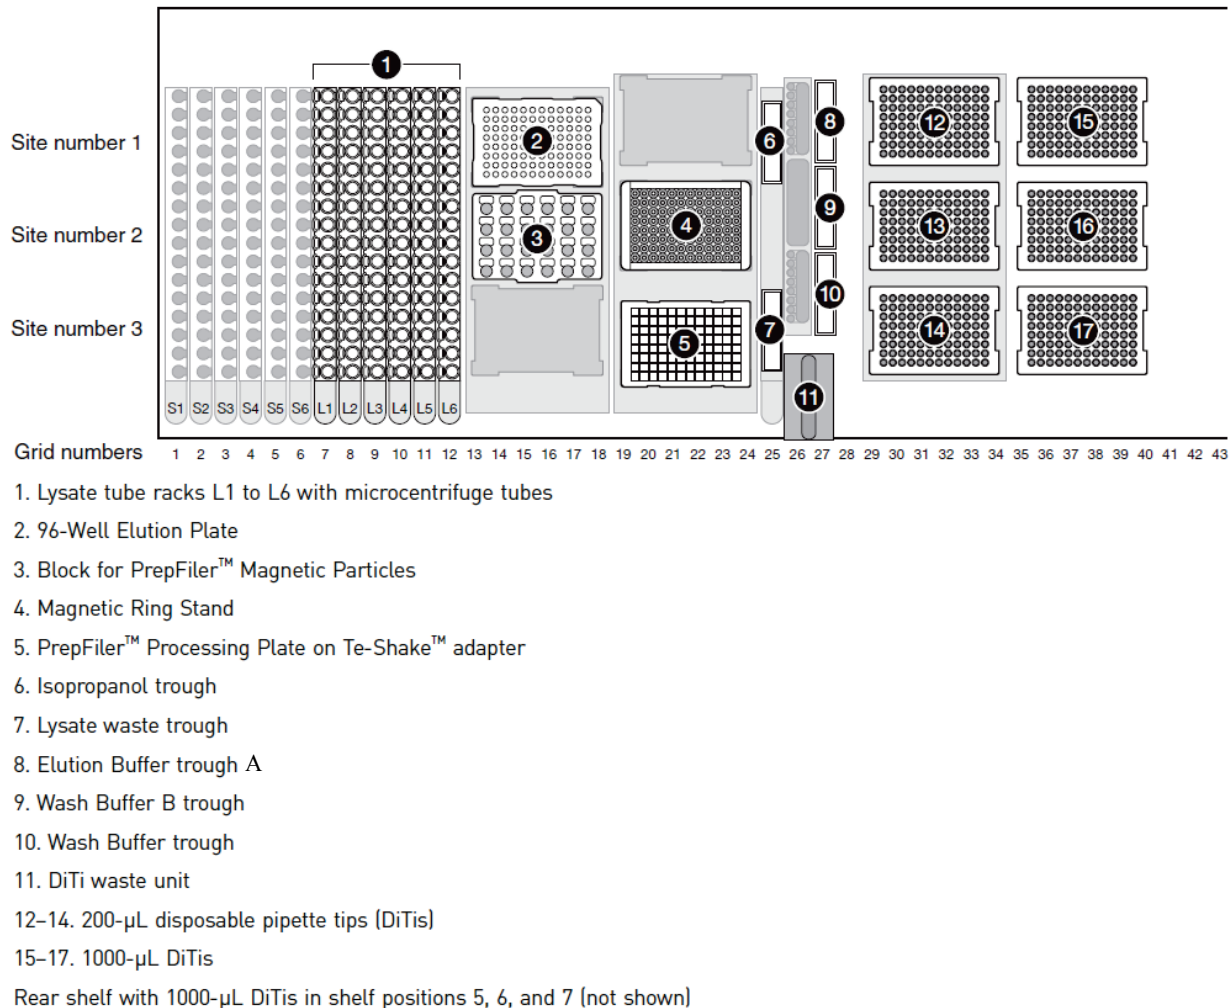 1
Site number 1
2
6
8
12
15
Site number 2
3
4
9
13
16
Site number 3
5
7
10
14
17
11
S1 S2 S3 S4 S5 S6 L1 L2 L3 L4 L5 L6
Grid numbers 1 2 3 4 5 6 7 8 9 10 11 12 13 14 15 16 17 18 19 20 21 22 23 24 25 26 27 28 29 30 31 32 33 34 35 36 37 38 39 40 41 42 43
1. Lysate tube racks L1 to L6 with microcentrifuge tubes
2. 96-Well Elution Plate
3. Block for PrepFiler™ Magnetic Particles
4. Magnetic Ring Stand
5. PrepFiler™ Processing Plate on Te-Shake™ adapter
6. Isopropanol trough
7. Lysate waste trough
8. Elution Buffer trough A
9. Wash Buffer B trough
10. Wash Buffer trough
11. DiTi waste unit
12–14. 200-µL disposable pipette tips (DiTis)
15–17. 1000-µL DiTis
Rear shelf with 1000-µL DiTis in shelf positions 5, 6, and 7 (not shown)